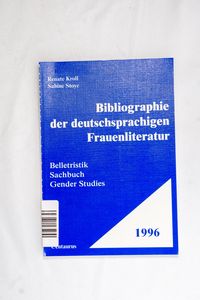 Renate Kroll
Sabine Stoye
Bibliographie
der deutschsprachigen
Frauenliteratur
Belletristik
Sachbuch
Gender Studies
1996
Centaurus